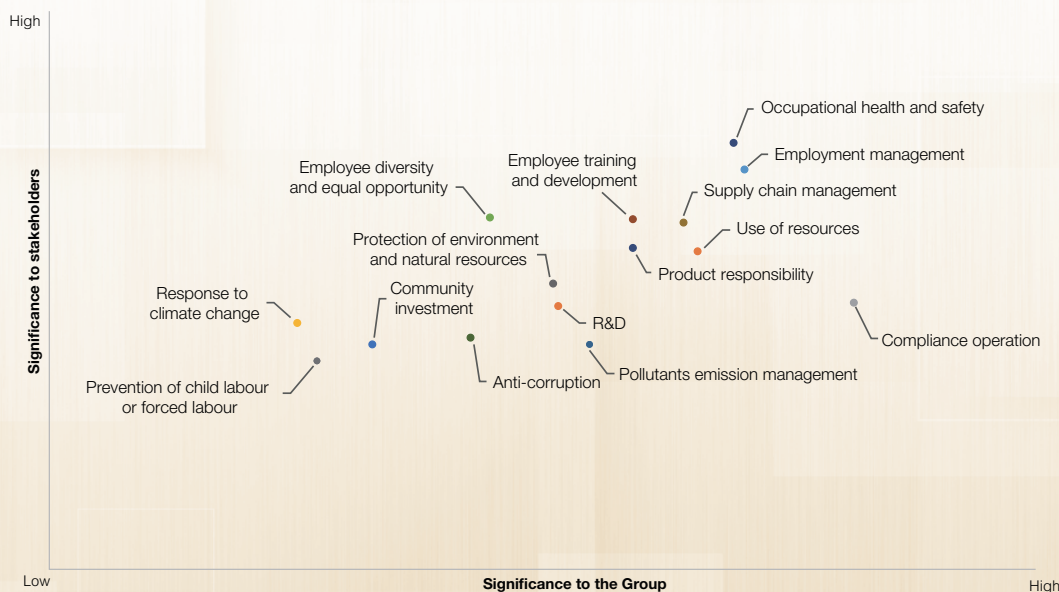 High
Occupational health and safety
Employment management
Employee training
and development
Employee diversity
and equal opportunity
Supply chain management
Use of resources
Protection of environment
and natural resources
Product responsibility
Community
investment
Response to
climate change
R&D
Compliance operation
Pollutants emission management
Anti-corruption
Prevention of child labour
or forced labour
Significance to stakeholders
Low
Significance to the Group
High